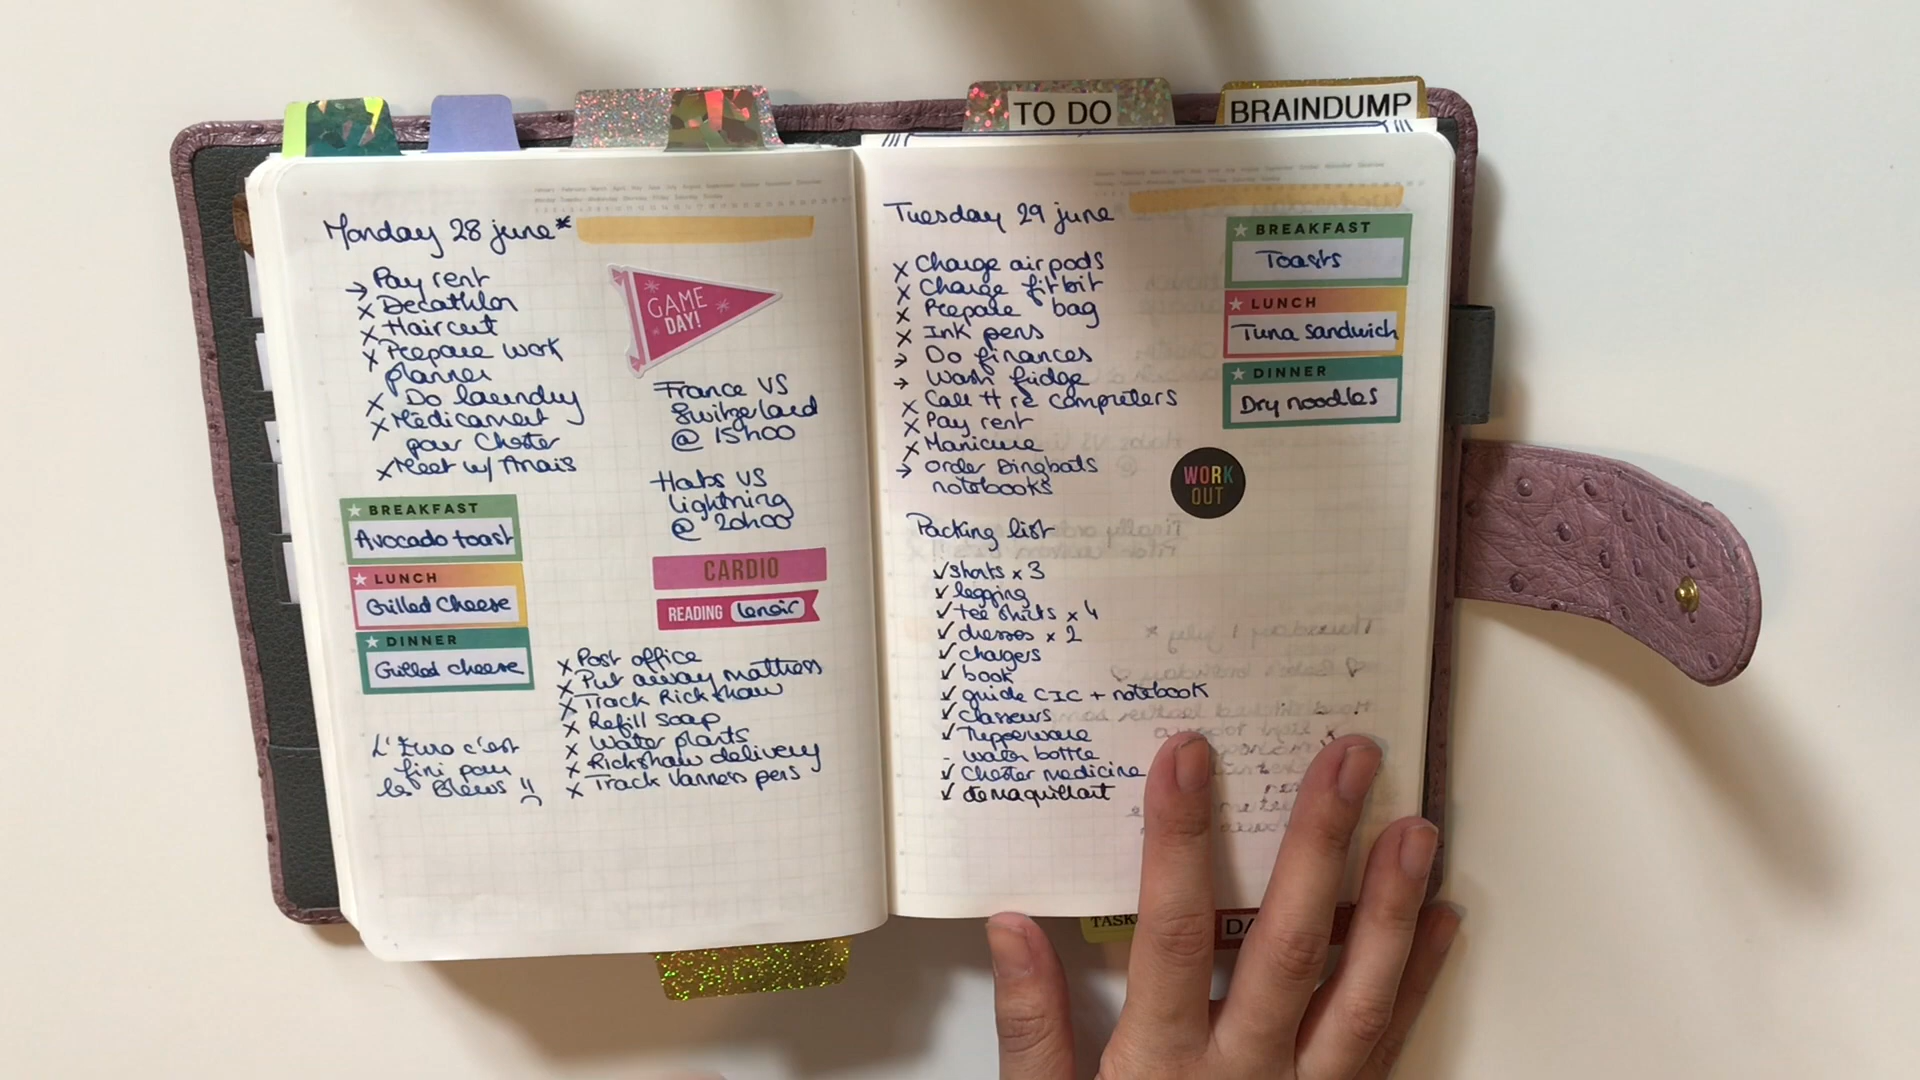 TO DO
BRAINDUMP
Monday 28 june*
→ Pay rent
x Decathlon
x Haircut
x Prepare work
planner
x Do laundry
x Médicament
pour Chester
x Meet w/ Anais
GAME
DAY!
France VS
Switzerland
@ 15h00
Habs VS
lightning
@ 20h00
★ BREAKFAST
Avocado toast
★ LUNCH
Grilled Cheese
★ DINNER
Grilled cheese
CARDIO
READING Lenoir
x Post office
x Put away mattress
x Track Rickshaw
x Refill soap
x Water plants
x Rickshaw delivery
x Track Vanness pens
L'Euro c'est
fini pour
les Bleus !!
Tuesday 29 june
x Charge airpods
x Charge fitbit
x Prepare bag
x Ink pens
→ Do finances
→ Wash fridge
x Call H re computers
x Pay rent
x Manicure
→ order Dingbats
notebooks
★ BREAKFAST
Toasts
★ LUNCH
Tuna sandwich
★ DINNER
Dry noodles
WORK
OUT
Packing list
✓ shorts x 3
✓ legging
✓ tee shirts x 4
✓ dresses x 2
✓ chargers
✓ book
✓ guide CIC + notebook
✓ classeurs
✓ Tupperware
- water bottle
✓ Chester medicine
✓ démaquillant
TASK